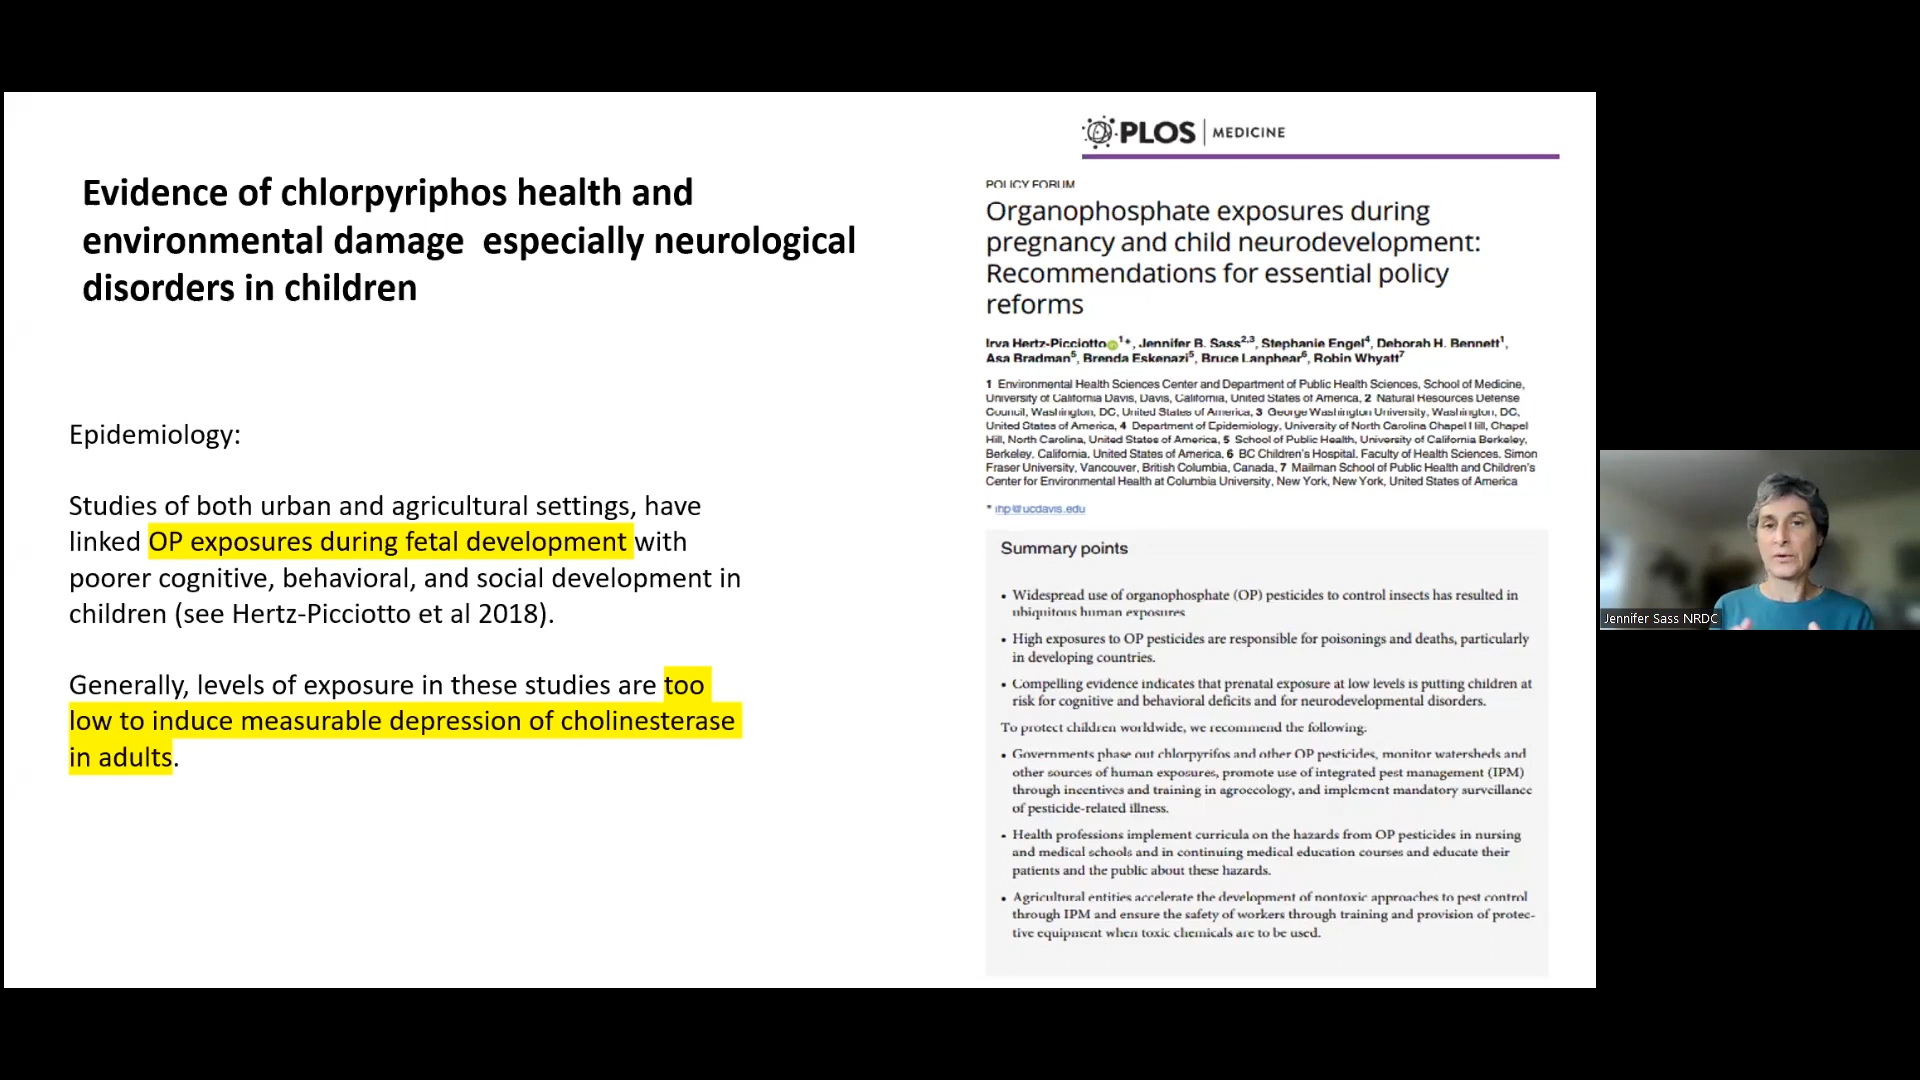 Evidence of chlorpyriphos health and
environmental damage  especially neurological
disorders in children
Epidemiology:
Studies of both urban and agricultural settings, have
linked OP exposures during fetal development with
poorer cognitive, behavioral, and social development in
children (see Hertz-Picciotto et al 2018).
Generally, levels of exposure in these studies are too
low to induce measurable depression of cholinesterase
in adults.
PLOS | MEDICINE
POLICY FORUM
Organophosphate exposures during
pregnancy and child neurodevelopment:
Recommendations for essential policy
reforms
Irva Hertz-Picciotto1*, Jennifer B. Sass2,3, Stephanie Engel4, Deborah H. Bennett1,
Asa Bradman5, Brenda Eskenazi5, Bruce Lanphear6, Robin Whyatt7
1 Environmental Health Sciences Center and Department of Public Health Sciences, School of Medicine,
University of California Davis, Davis, California, United States of America, 2 Natural Resources Defense
Council, Washington, DC, United States of America, 3 George Washington University, Washington, DC,
United States of America, 4 Department of Epidemiology, University of North Carolina Chapel Hill, Chapel
Hill, North Carolina, United States of America, 5 School of Public Health, University of California Berkeley,
Berkeley, California, United States of America, 6 BC Children's Hospital, Faculty of Health Sciences, Simon
Fraser University, Vancouver, British Columbia, Canada, 7 Mailman School of Public Health and Children's
Center for Environmental Health at Columbia University, New York, New York, United States of America
* ihp@ucdavis.edu
Summary points
• Widespread use of organophosphate (OP) pesticides to control insects has resulted in
ubiquitous human exposures.
• High exposures to OP pesticides are responsible for poisonings and deaths, particularly
in developing countries.
• Compelling evidence indicates that prenatal exposure at low levels is putting children at
risk for cognitive and behavioral deficits and for neurodevelopmental disorders.
To protect children worldwide, we recommend the following.
• Governments phase out chlorpyrifos and other OP pesticides, monitor watersheds and
other sources of human exposures, promote use of integrated pest management (IPM)
through incentives and training in agroecology, and implement mandatory surveillance
of pesticide-related illness.
• Health professions implement curricula on the hazards from OP pesticides in nursing
and medical schools and in continuing medical education courses and educate their
patients and the public about these hazards.
• Agricultural entities accelerate the development of nontoxic approaches to pest control
through IPM and ensure the safety of workers through training and provision of protec-
tive equipment when toxic chemicals are to be used.
Jennifer Sass NRDC